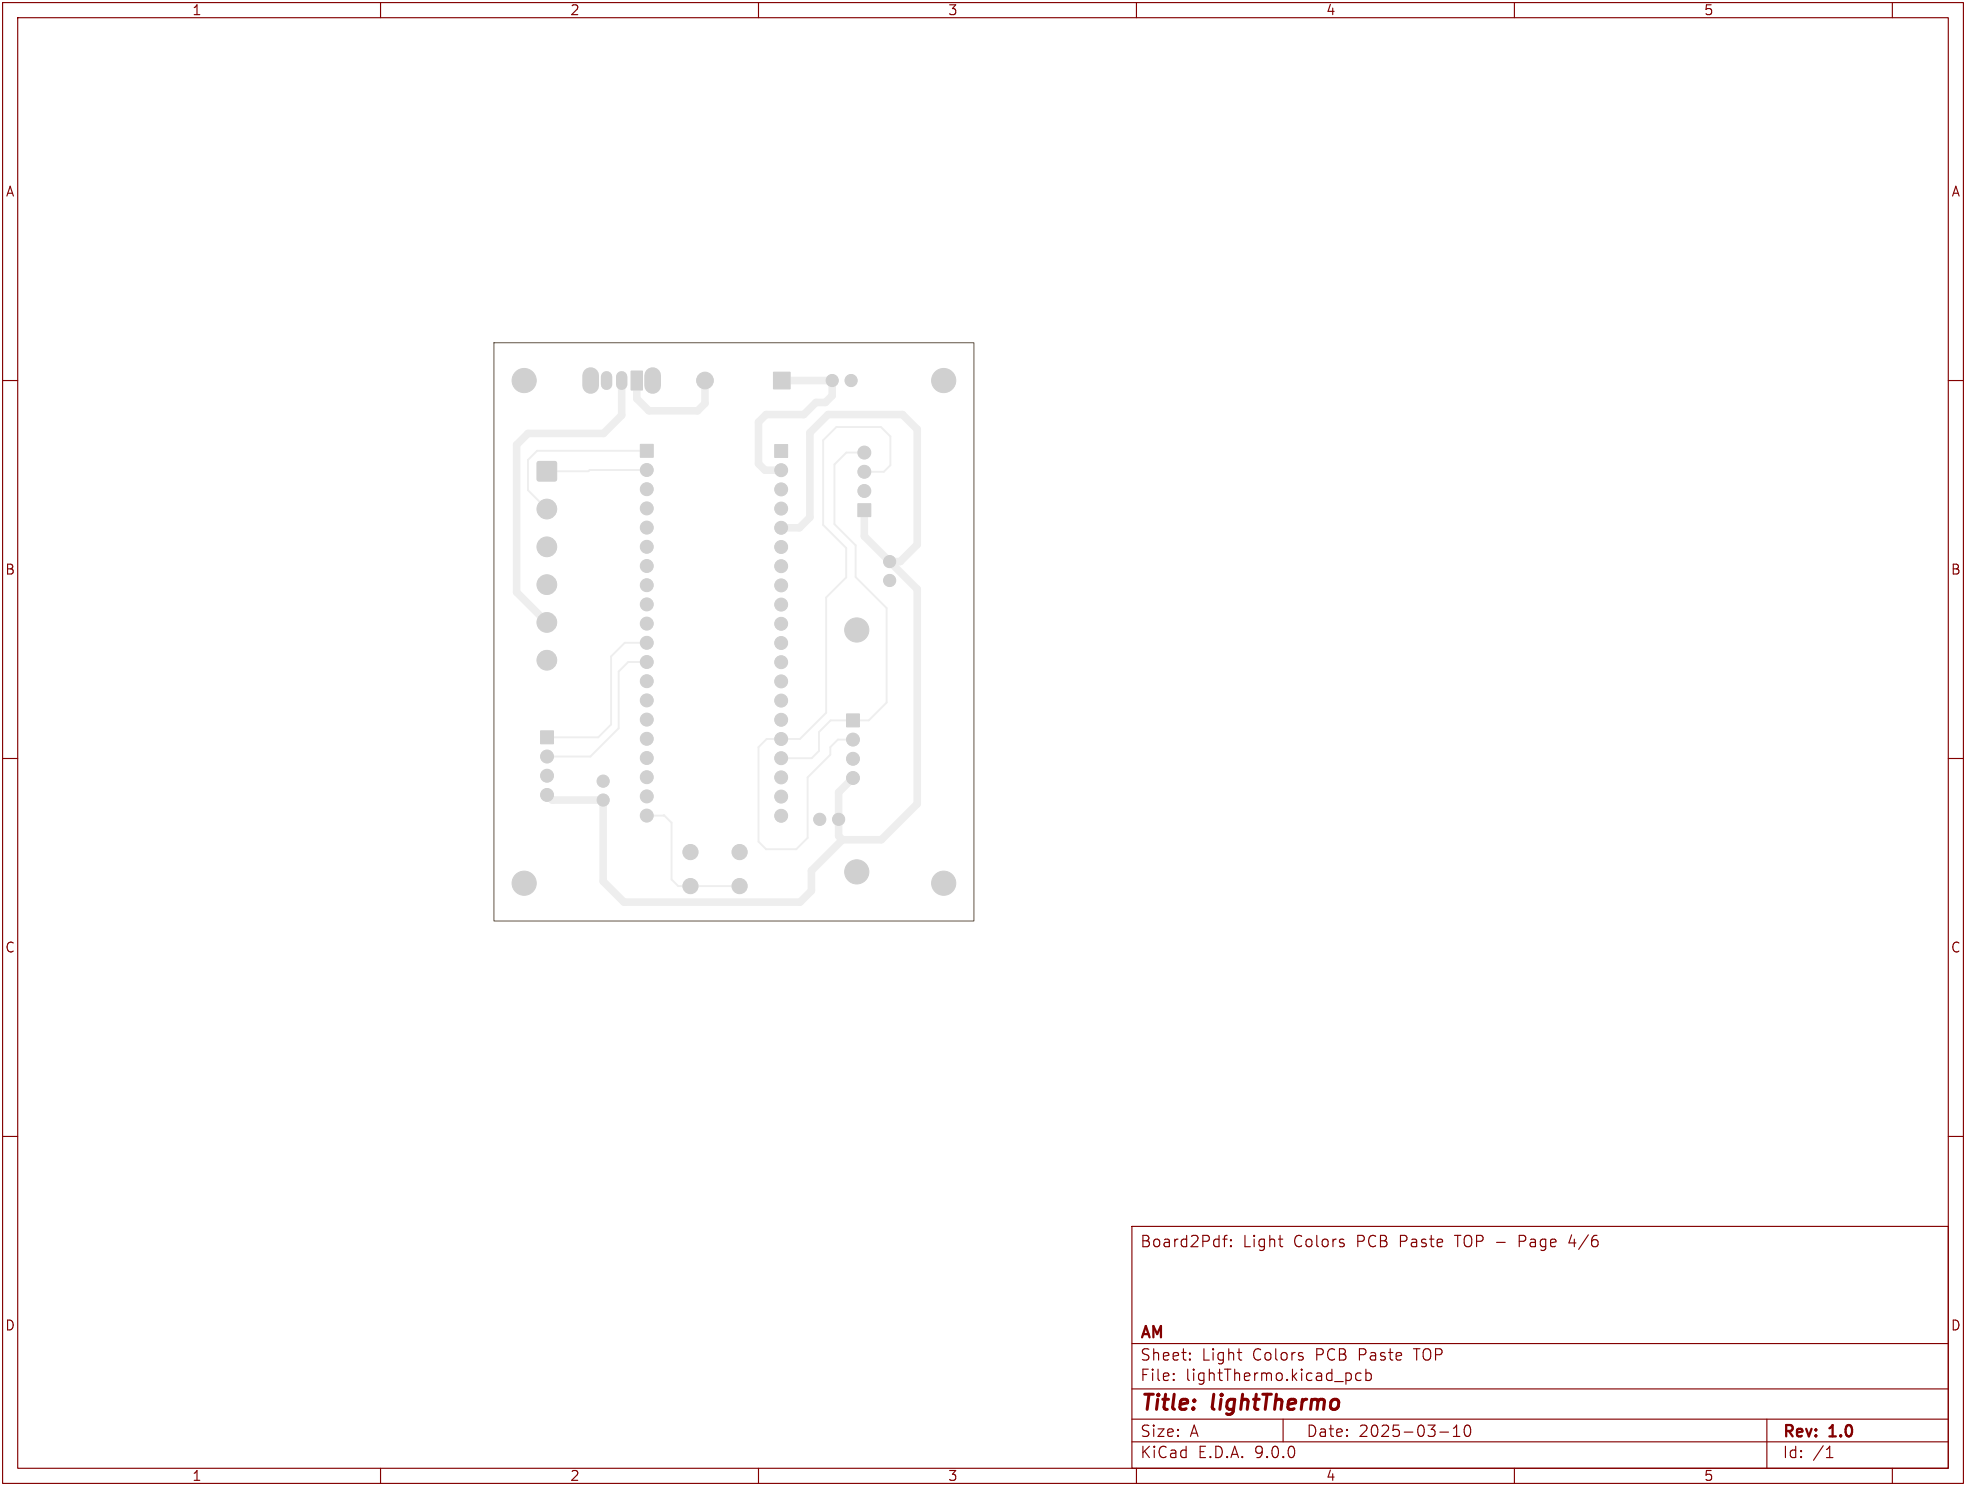 1 2 3 4 5
A A
B B
C C
Board2Pdf: Light Colors PCB Paste TOP - Page 4/6
D D
AM
Sheet: Light Colors PCB Paste TOP
File: lightThermo.kicad_pcb
Title: lightThermo
Size: A Date: 2025-03-10 Rev: 1.0
KiCad E.D.A. 9.0.0 Id: /1
1 2 3 4 5